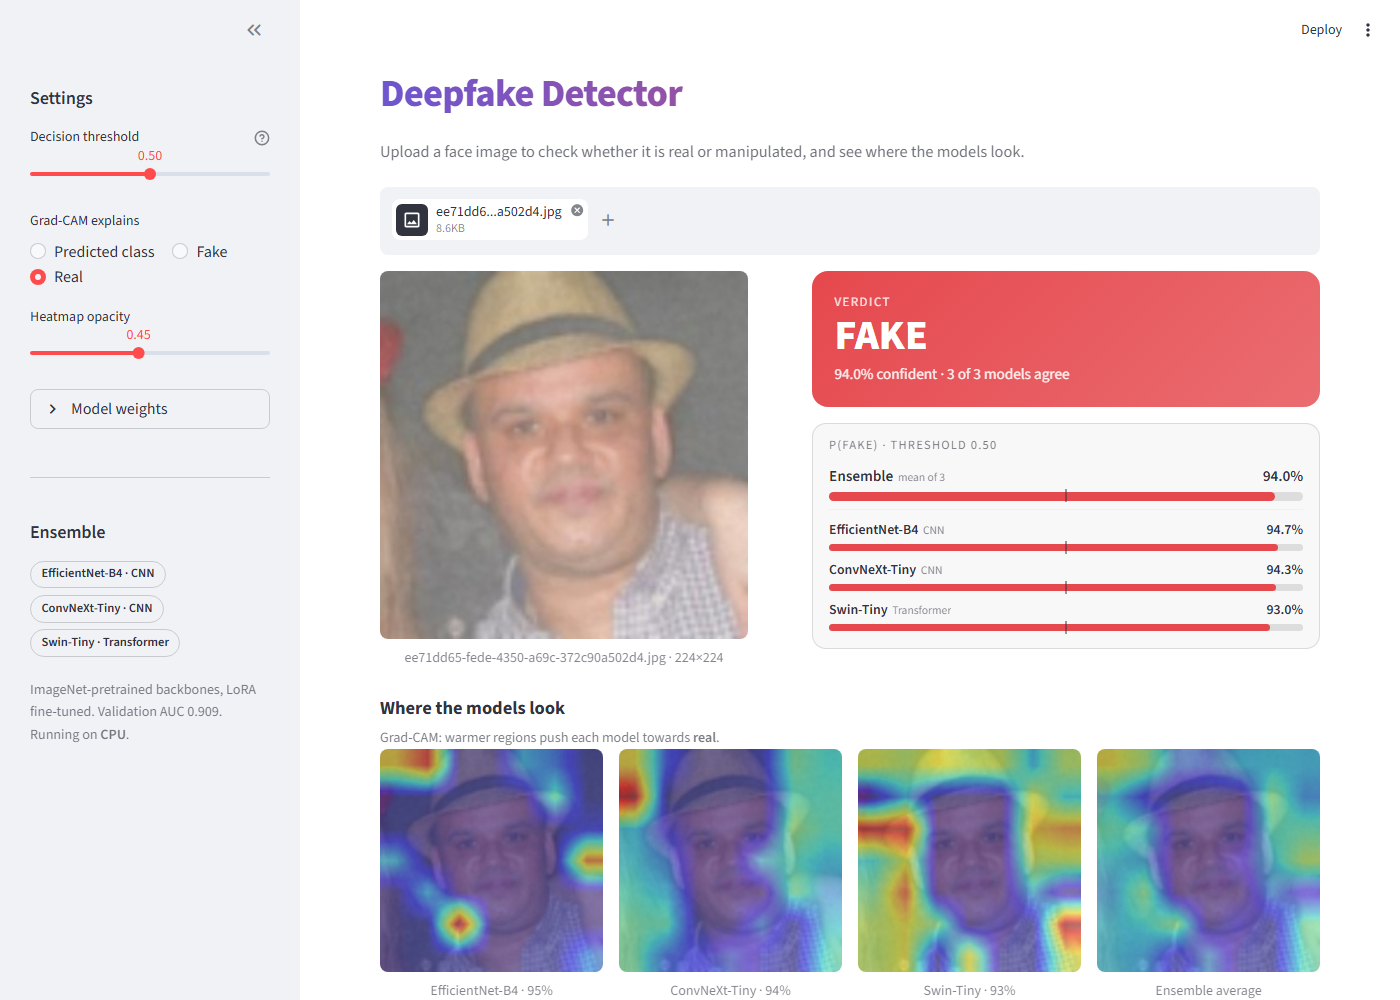 Deploy
Settings
Decision threshold
0.50
Grad-CAM explains
Predicted class
Fake
Real
Heatmap opacity
0.45
Model weights
Ensemble
EfficientNet-B4 · CNN
ConvNeXt-Tiny · CNN
Swin-Tiny · Transformer
ImageNet-pretrained backbones, LoRA
fine-tuned. Validation AUC 0.909.
Running on CPU.
Deepfake Detector
Upload a face image to check whether it is real or manipulated, and see where the models look.
ee71dd6...a502d4.jpg
8.6KB
ee71dd65-fede-4350-a69c-372c90a502d4.jpg · 224×224
VERDICT
FAKE
94.0% confident · 3 of 3 models agree
P(FAKE) · THRESHOLD 0.50
Ensemble mean of 3 94.0%
EfficientNet-B4 CNN 94.7%
ConvNeXt-Tiny CNN 94.3%
Swin-Tiny Transformer 93.0%
Where the models look
Grad-CAM: warmer regions push each model towards real.
EfficientNet-B4 · 95%
ConvNeXt-Tiny · 94%
Swin-Tiny · 93%
Ensemble average